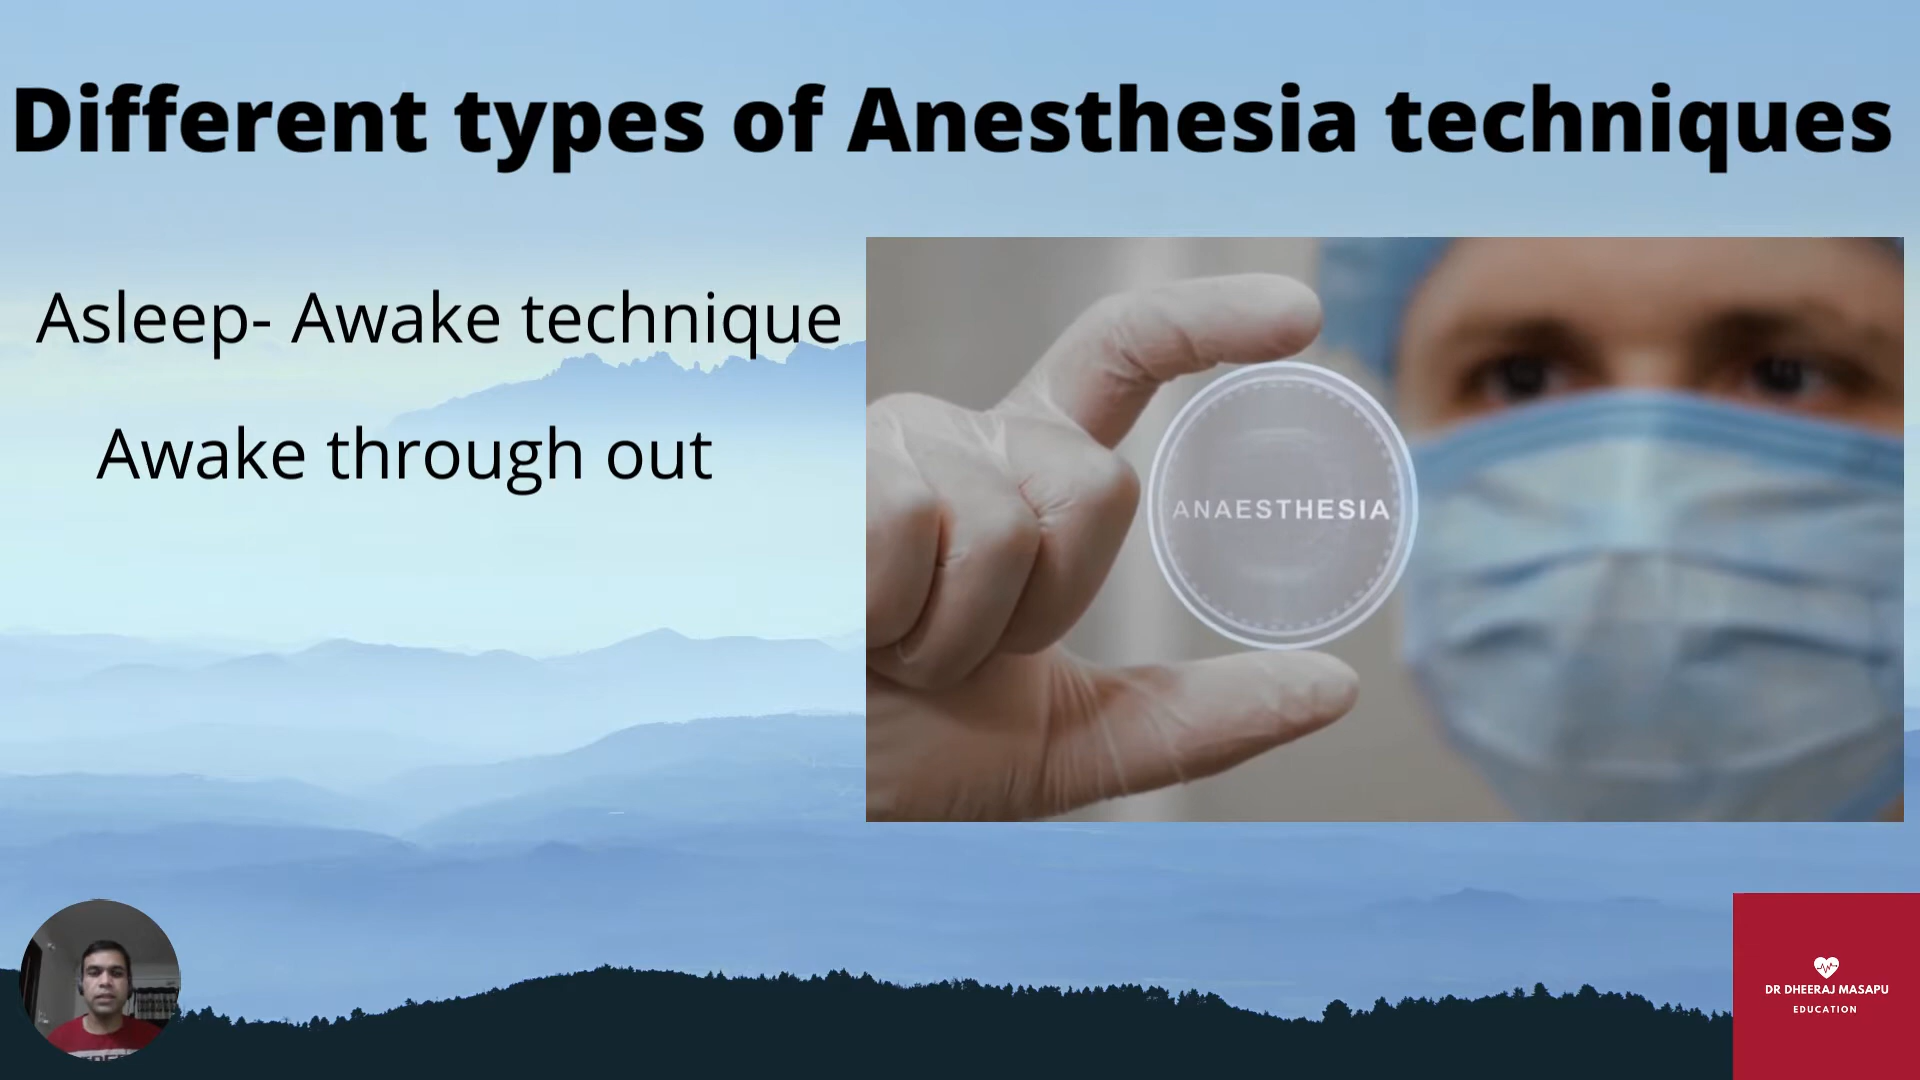 Different types of Anesthesia techniques
Asleep- Awake technique
Awake through out
ANAESTHESIA
DR DHEERAJ MASAPU
EDUCATION